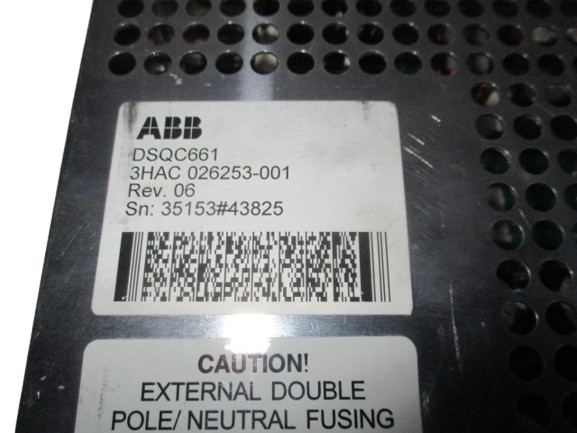 ABB
DSQC661
3HAC 026253-001
Rev. 06
Sn: 35153#43825
CAUTION!
EXTERNAL DOUBLE
POLE/ NEUTRAL FUSING